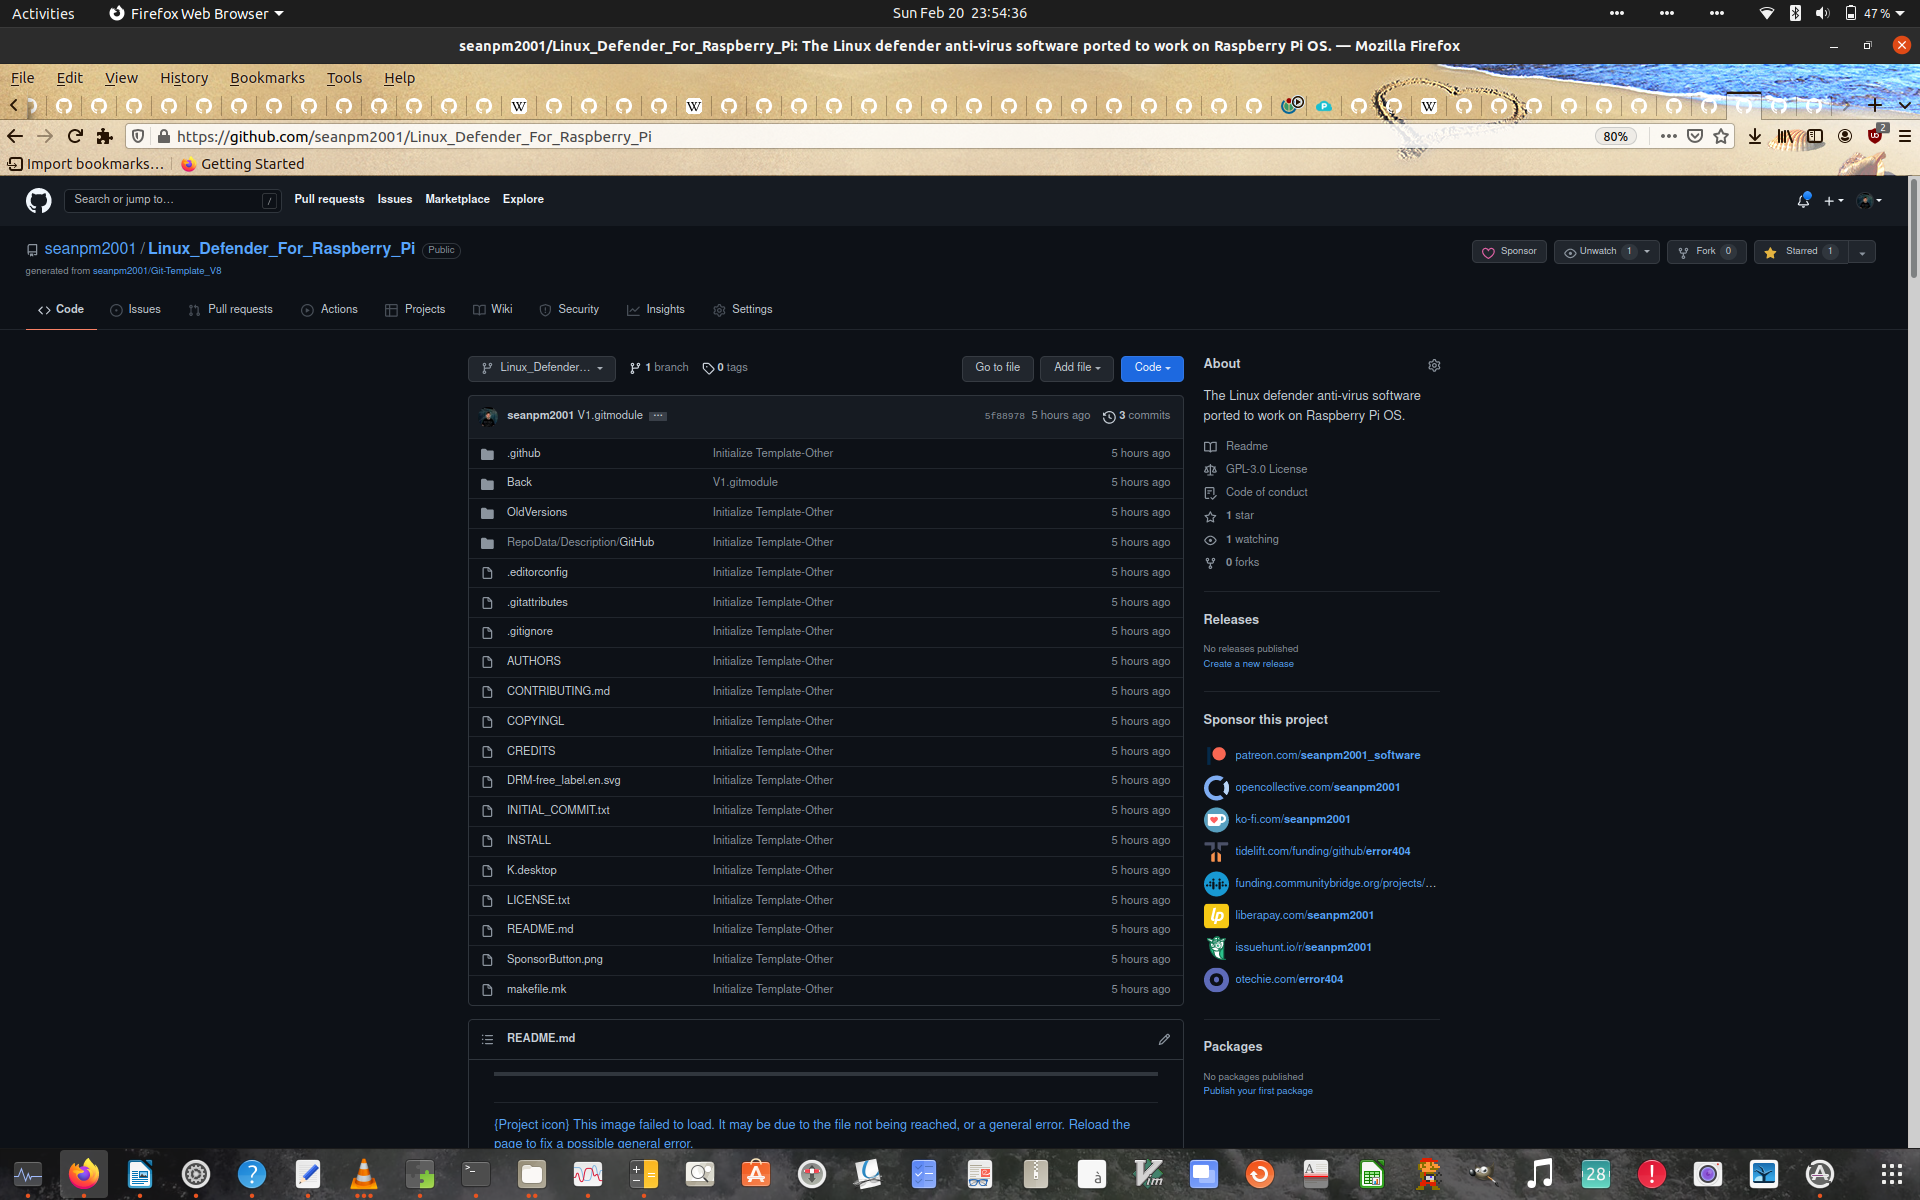 Activities
Firefox Web Browser
Sun Feb 20 23:54:36
47 %
seanpm2001/Linux_Defender_For_Raspberry_Pi: The Linux defender anti-virus software ported to work on Raspberry Pi OS. — Mozilla Firefox
File Edit View History Bookmarks Tools Help
https://github.com/seanpm2001/Linux_Defender_For_Raspberry_Pi
80%
2
Import bookmarks… Getting Started
Search or jump to… /
Pull requests Issues Marketplace Explore
seanpm2001 / Linux_Defender_For_Raspberry_Pi Public
generated from seanpm2001/Git-Template_V8
Sponsor Unwatch 1 Fork 0 Starred 1
Code Issues Pull requests Actions Projects Wiki Security Insights Settings
Linux_Defender… 1 branch 0 tags
Go to file Add file Code
seanpm2001 V1.gitmodule … 5f88978 5 hours ago 3 commits
.github Initialize Template-Other 5 hours ago
Back V1.gitmodule 5 hours ago
OldVersions Initialize Template-Other 5 hours ago
RepoData/Description/GitHub Initialize Template-Other 5 hours ago
.editorconfig Initialize Template-Other 5 hours ago
.gitattributes Initialize Template-Other 5 hours ago
.gitignore Initialize Template-Other 5 hours ago
AUTHORS Initialize Template-Other 5 hours ago
CONTRIBUTING.md Initialize Template-Other 5 hours ago
COPYINGL Initialize Template-Other 5 hours ago
CREDITS Initialize Template-Other 5 hours ago
DRM-free_label.en.svg Initialize Template-Other 5 hours ago
INITIAL_COMMIT.txt Initialize Template-Other 5 hours ago
INSTALL Initialize Template-Other 5 hours ago
K.desktop Initialize Template-Other 5 hours ago
LICENSE.txt Initialize Template-Other 5 hours ago
README.md Initialize Template-Other 5 hours ago
SponsorButton.png Initialize Template-Other 5 hours ago
makefile.mk Initialize Template-Other 5 hours ago
README.md
{Project icon} This image failed to load. It may be due to the file not being reached, or a general error. Reload the
page to fix a possible general error.
About
The Linux defender anti-virus software
ported to work on Raspberry Pi OS.
Readme
GPL-3.0 License
Code of conduct
1 star
1 watching
0 forks
Releases
No releases published
Create a new release
Sponsor this project
patreon.com/seanpm2001_software
opencollective.com/seanpm2001
ko-fi.com/seanpm2001
tidelift.com/funding/github/error404
funding.communitybridge.org/projects/…
liberapay.com/seanpm2001
issuehunt.io/r/seanpm2001
otechie.com/error404
Packages
No packages published
Publish your first package
28